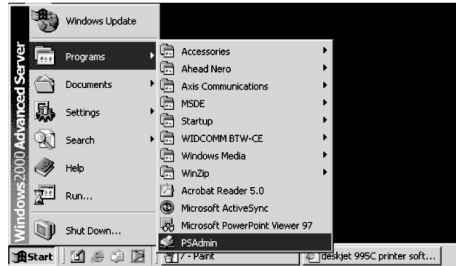 Windows2000 Advanced Server
Windows Update
Programs
Documents
Settings
Search
Help
Run...
Shut Down...
Accessories
Ahead Nero
Axis Communications
MSDE
Startup
WIDCOMM BTW-CE
Windows Media
WinZip
Acrobat Reader 5.0
Microsoft ActiveSync
Microsoft PowerPoint Viewer 97
PSAdmin
Start
7 - Paint
deskjet 995C printer soft...